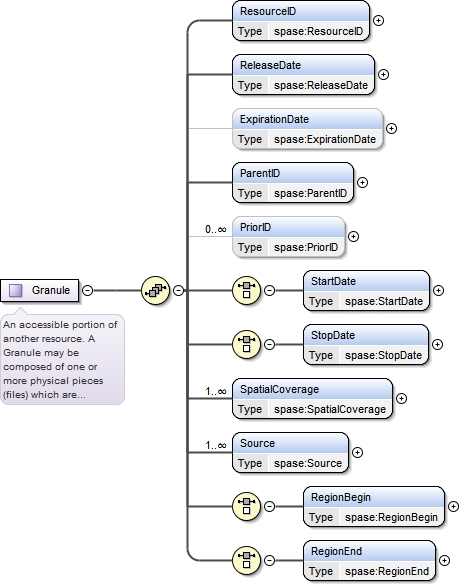 ResourceID
Type spase:ResourceID
ReleaseDate
Type spase:ReleaseDate
ExpirationDate
Type spase:ExpirationDate
ParentID
Type spase:ParentID
0..∞
PriorID
Type spase:PriorID
Granule
An accessible portion of
another resource. A
Granule may be
composed of one or
more physical pieces
(files) which are...
StartDate
Type spase:StartDate
StopDate
Type spase:StopDate
1..∞
SpatialCoverage
Type spase:SpatialCoverage
1..∞
Source
Type spase:Source
RegionBegin
Type spase:RegionBegin
RegionEnd
Type spase:RegionEnd